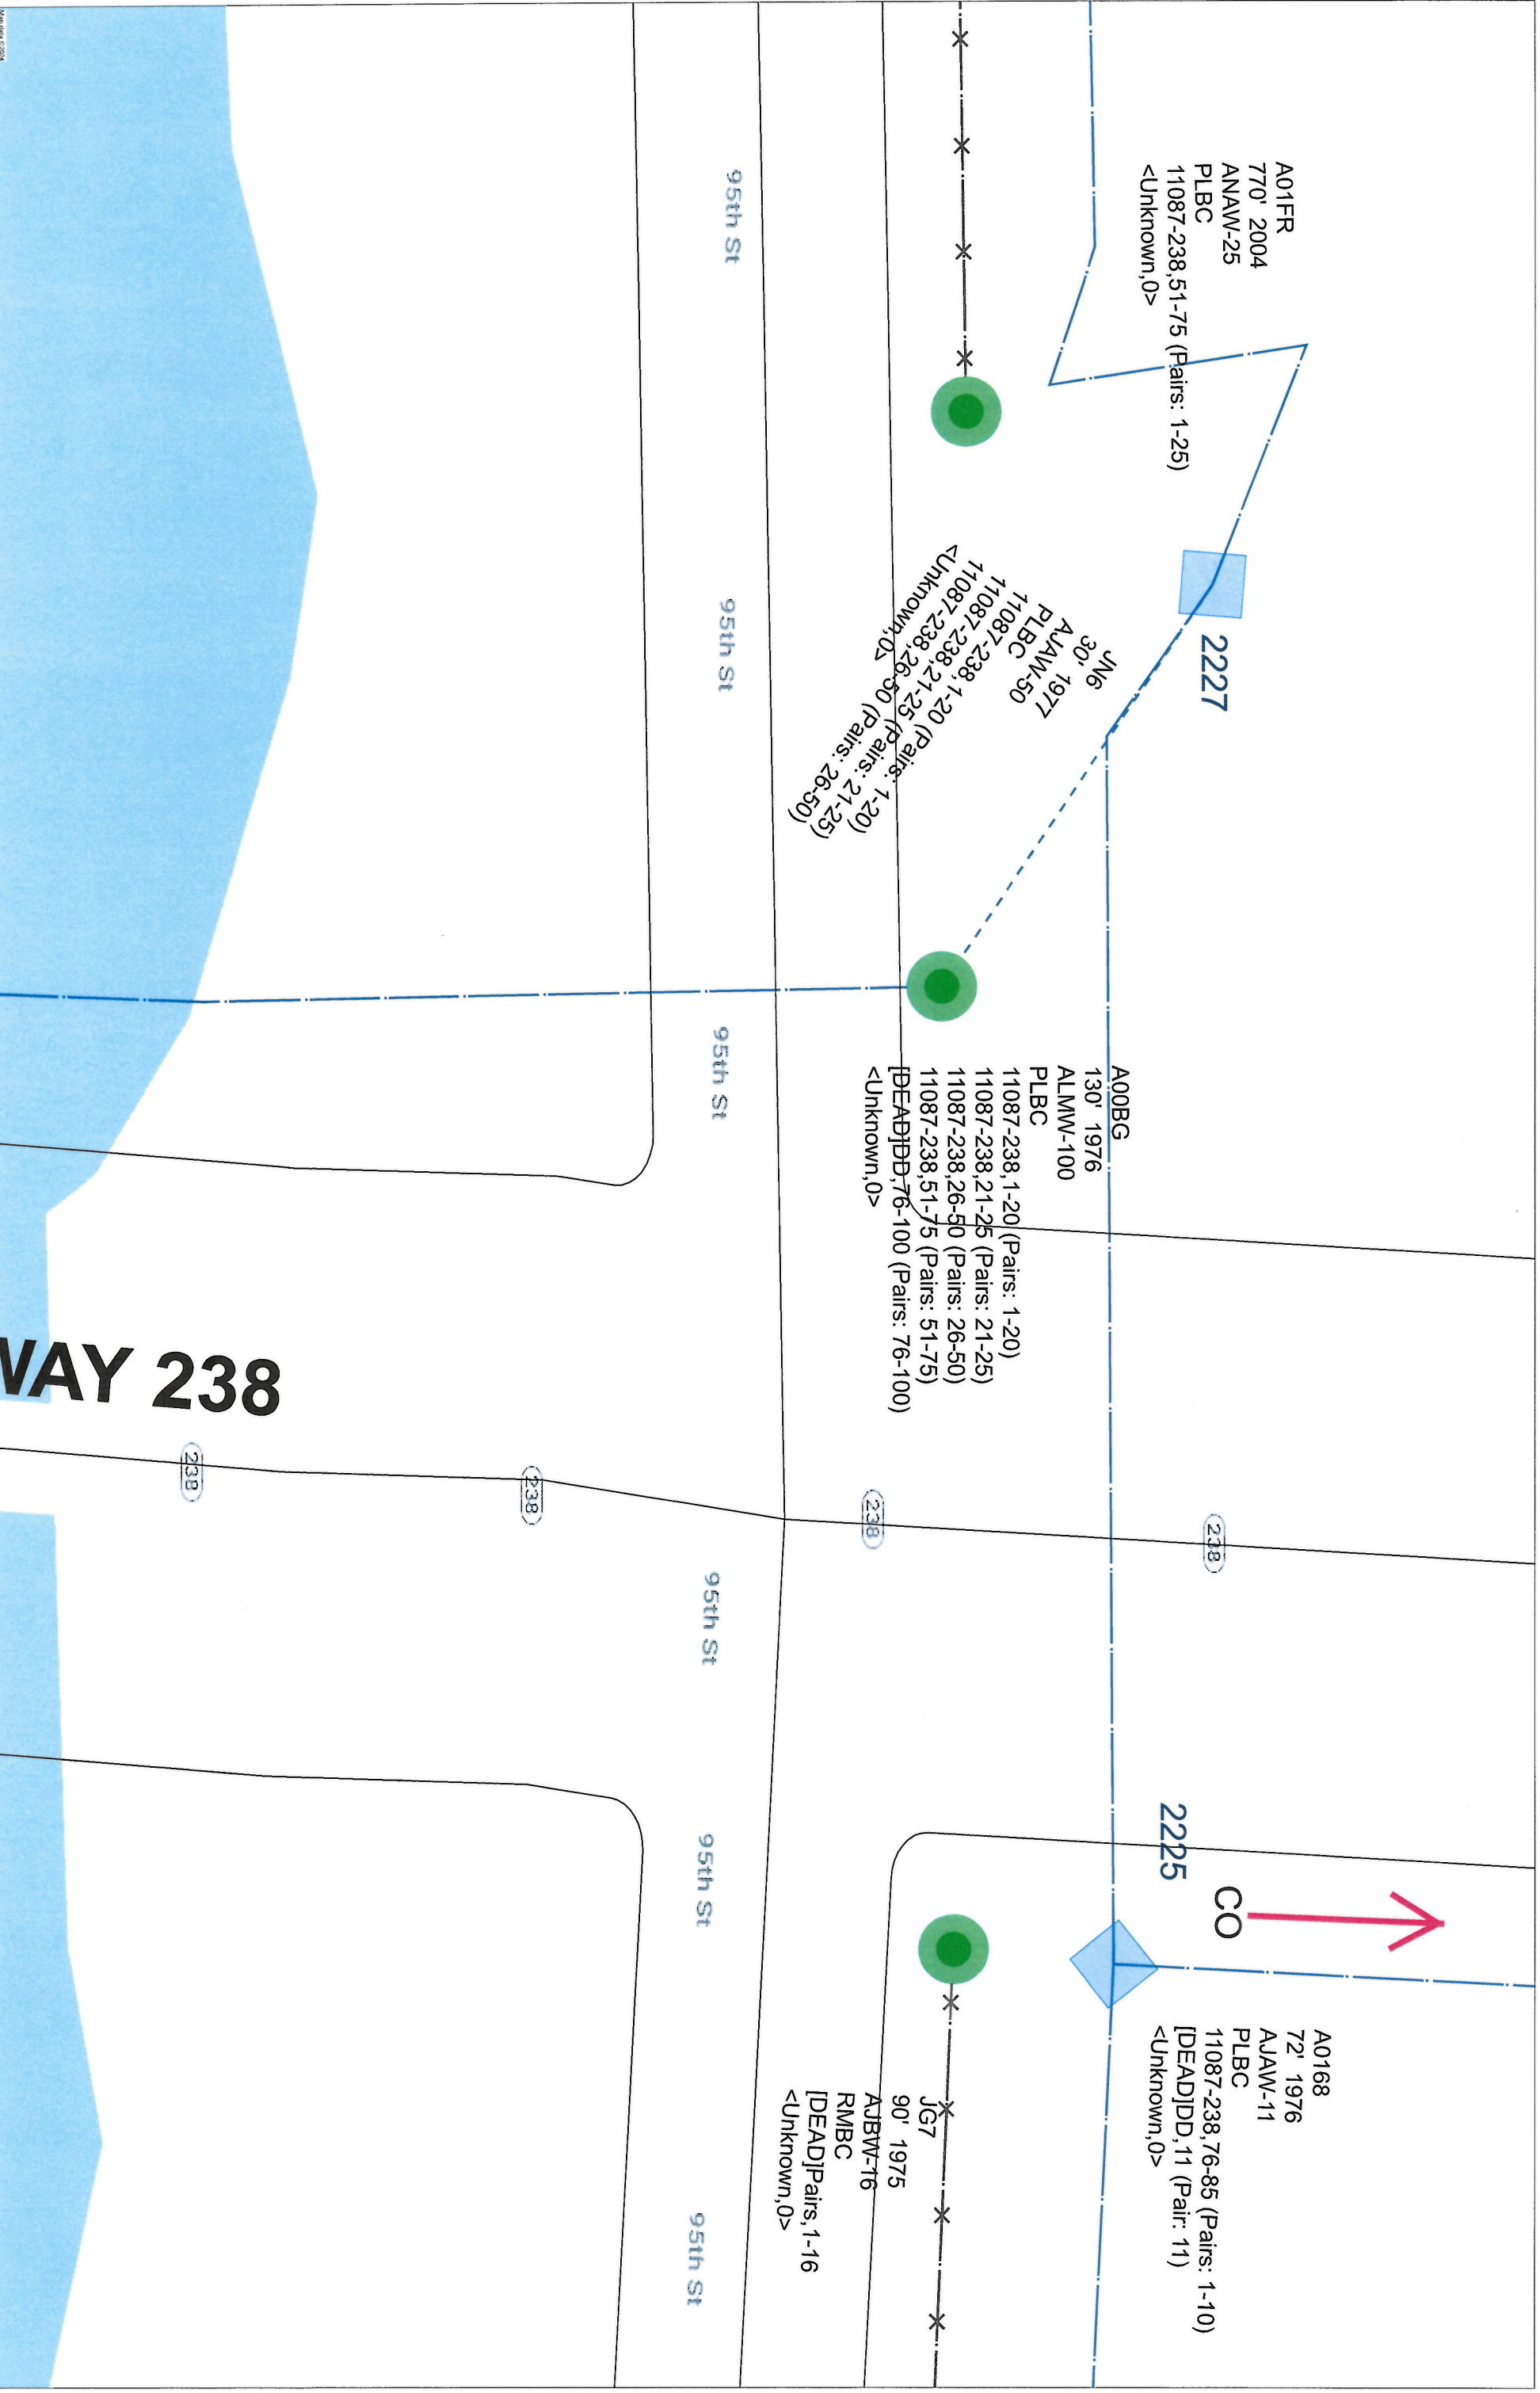 A01FR
770' 2004
ANAW-25
PLBC
11087-238,51-75 (Pairs: 1-25)
<Unknown,0>
2227
JN6
30' 1977
AJAW-50
PLBC
11087-238,1-20 (Pairs: 1-20)
11087-238,21-25 (Pairs: 21-25)
11087-238,26-50 (Pairs: 26-50)
<Unknown,0>
A00BG
130' 1976
ALMW-100
PLBC
11087-238,1-20 (Pairs: 1-20)
11087-238,21-25 (Pairs: 21-25)
11087-238,26-50 (Pairs: 26-50)
11087-238,51-75 (Pairs: 51-75)
[DEAD]DD,76-100 (Pairs: 76-100)
<Unknown,0>
2225
CO
A0168
72' 1976
AJAW-11
PLBC
11087-238,76-85 (Pairs: 1-10)
[DEAD]DD,11 (Pair: 11)
<Unknown,0>
JG7
90' 1975
AJBW-16
RMBC
[DEAD]Pairs,1-16
<Unknown,0>
95th St
95th St
95th St
95th St
95th St
95th St
238
238
238
238
WAY 238
Map data ©2024